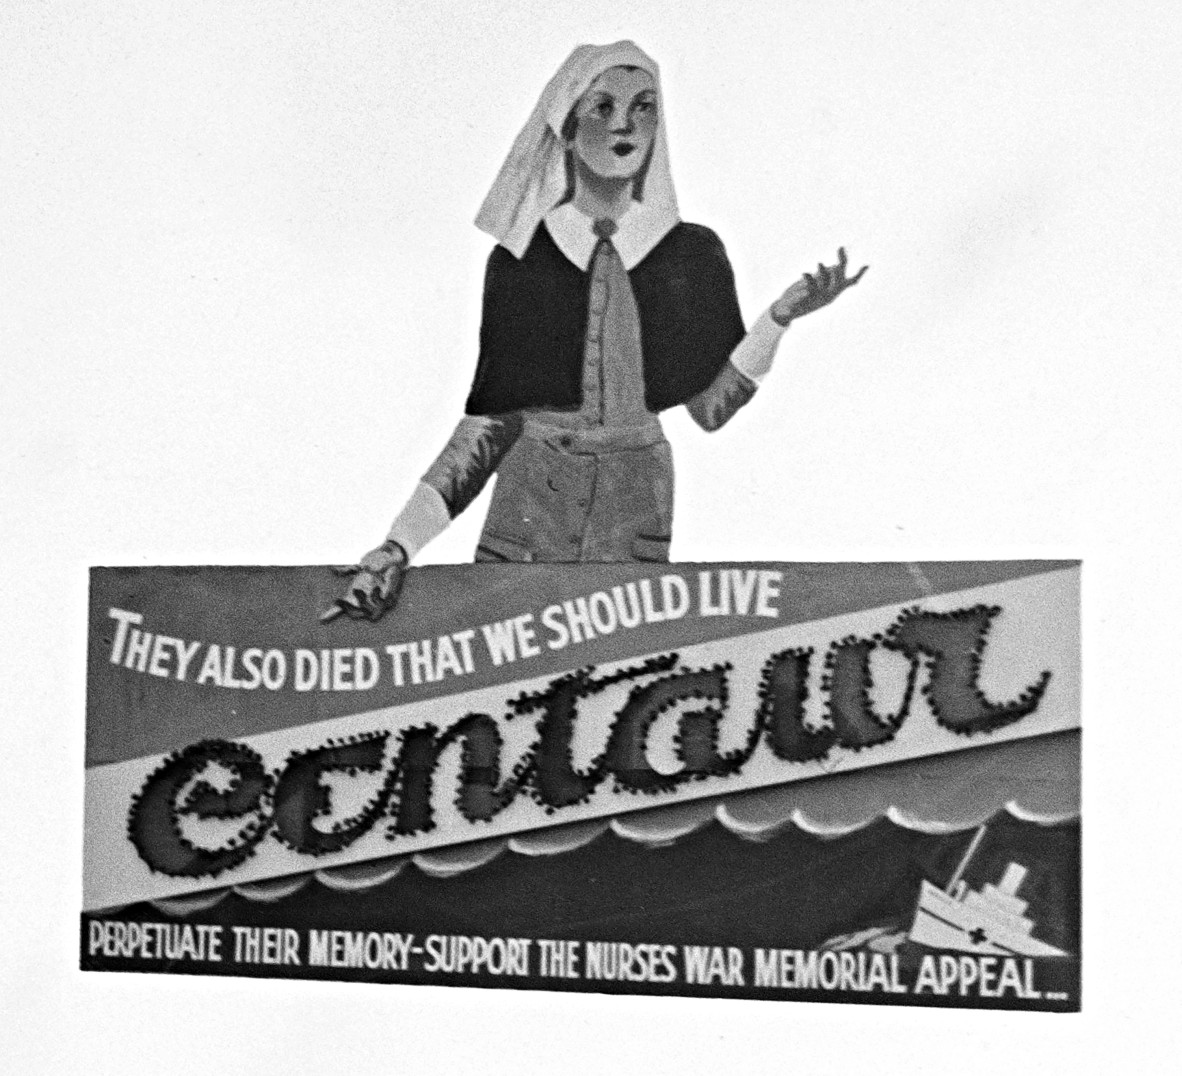 THEY ALSO DIED THAT WE SHOULD LIVE
centaur
PERPETUATE THEIR MEMORY-SUPPORT THE NURSES WAR MEMORIAL APPEAL...